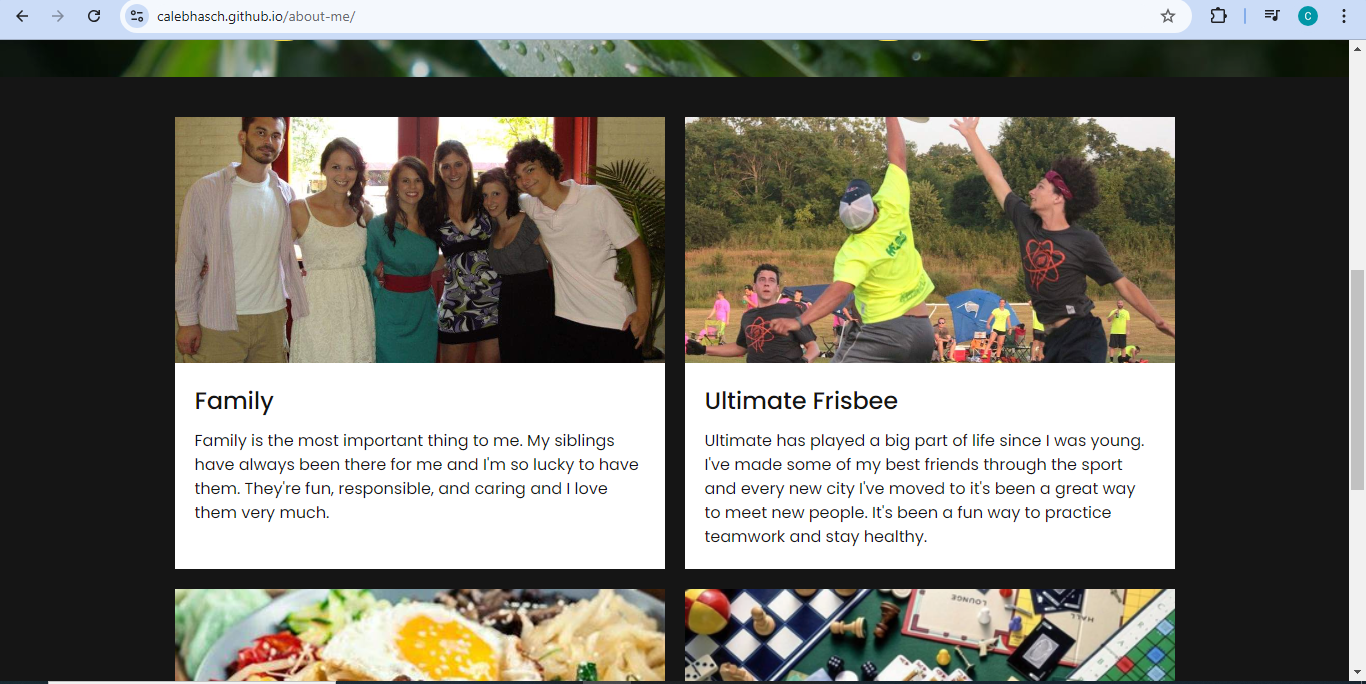 calebhasch.github.io/about-me/
C
Family
Ultimate Frisbee
Family is the most important thing to me. My siblings
have always been there for me and I'm so lucky to have
them. They're fun, responsible, and caring and I love
them very much.
Ultimate has played a big part of life since I was young.
I've made some of my best friends through the sport
and every new city I've moved to it's been a great way
to meet new people. It's been a fun way to practice
teamwork and stay healthy.
LOUNGE
HALL